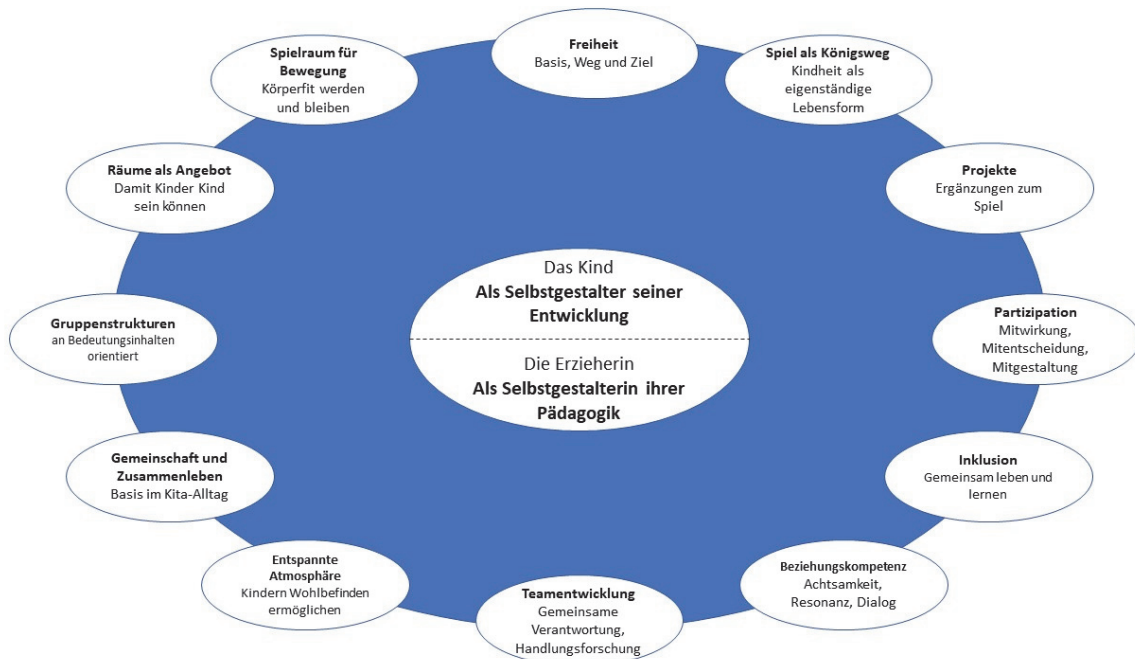 Freiheit
Basis, Weg und Ziel
Spiel als Königsweg
Kindheit als
eigenständige
Lebensform
Projekte
Ergänzungen zum
Spiel
Partizipation
Mitwirkung,
Mitentscheidung,
Mitgestaltung
Inklusion
Gemeinsam leben und
lernen
Beziehungskompetenz
Achtsamkeit,
Resonanz, Dialog
Teamentwicklung
Gemeinsame
Verantwortung,
Handlungsforschung
Entspannte
Atmosphäre
Kindern Wohlbefinden
ermöglichen
Gemeinschaft und
Zusammenleben
Basis im Kita-Alltag
Gruppenstrukturen
an Bedeutungsinhalten
orientiert
Räume als Angebot
Damit Kinder Kind
sein können
Spielraum für
Bewegung
Körperfit werden
und bleiben
Das Kind
Als Selbstgestalter seiner
Entwicklung
Die Erzieherin
Als Selbstgestalterin ihrer
Pädagogik